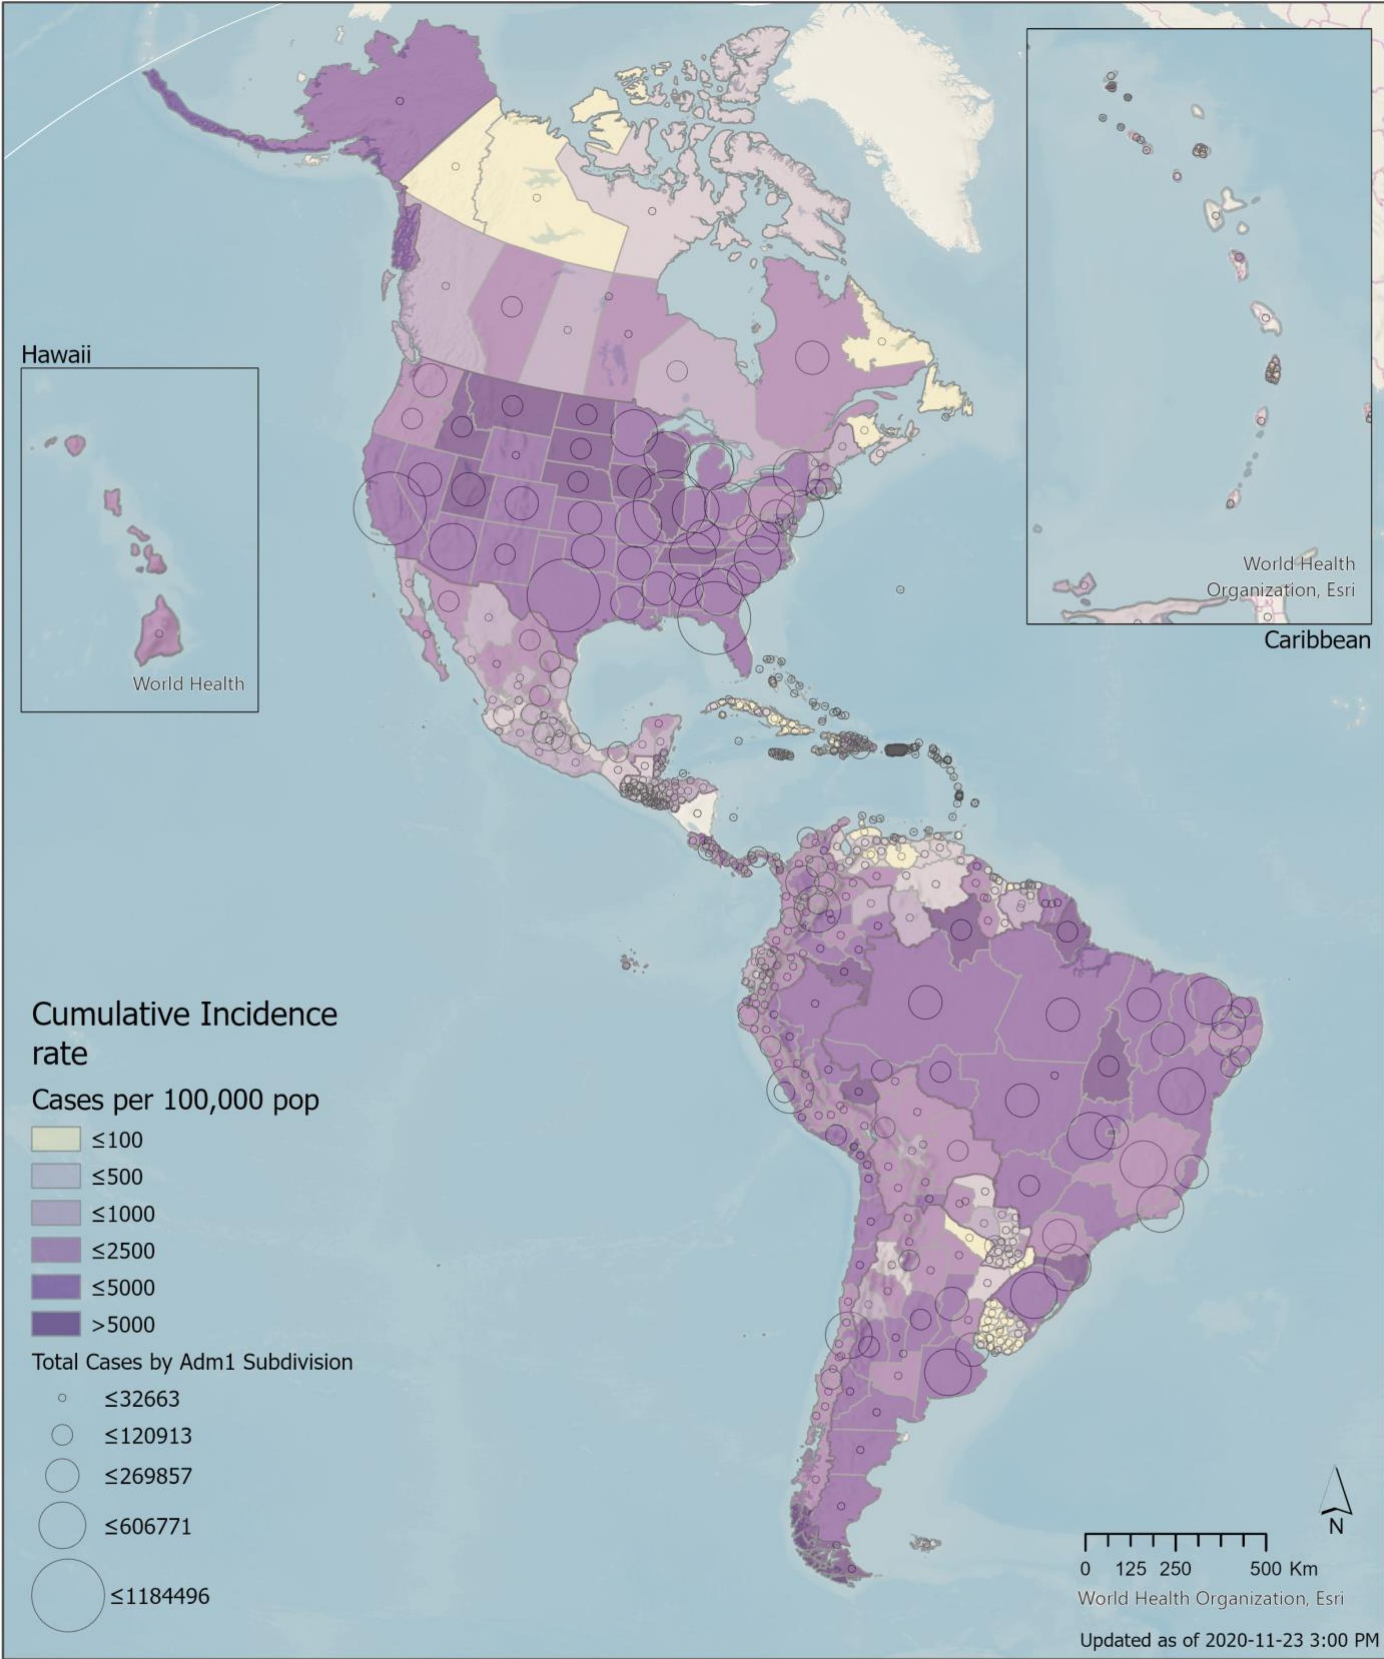 Hawaii
World Health
World Health
Organization, Esri
Caribbean
Cumulative Incidence
rate
Cases per 100,000 pop
≤100
≤500
≤1000
≤2500
≤5000
>5000
Total Cases by Adm1 Subdivision
≤32663
≤120913
≤269857
≤606771
≤1184496
N
0 125 250 500 Km
World Health Organization, Esri
Updated as of 2020-11-23 3:00 PM